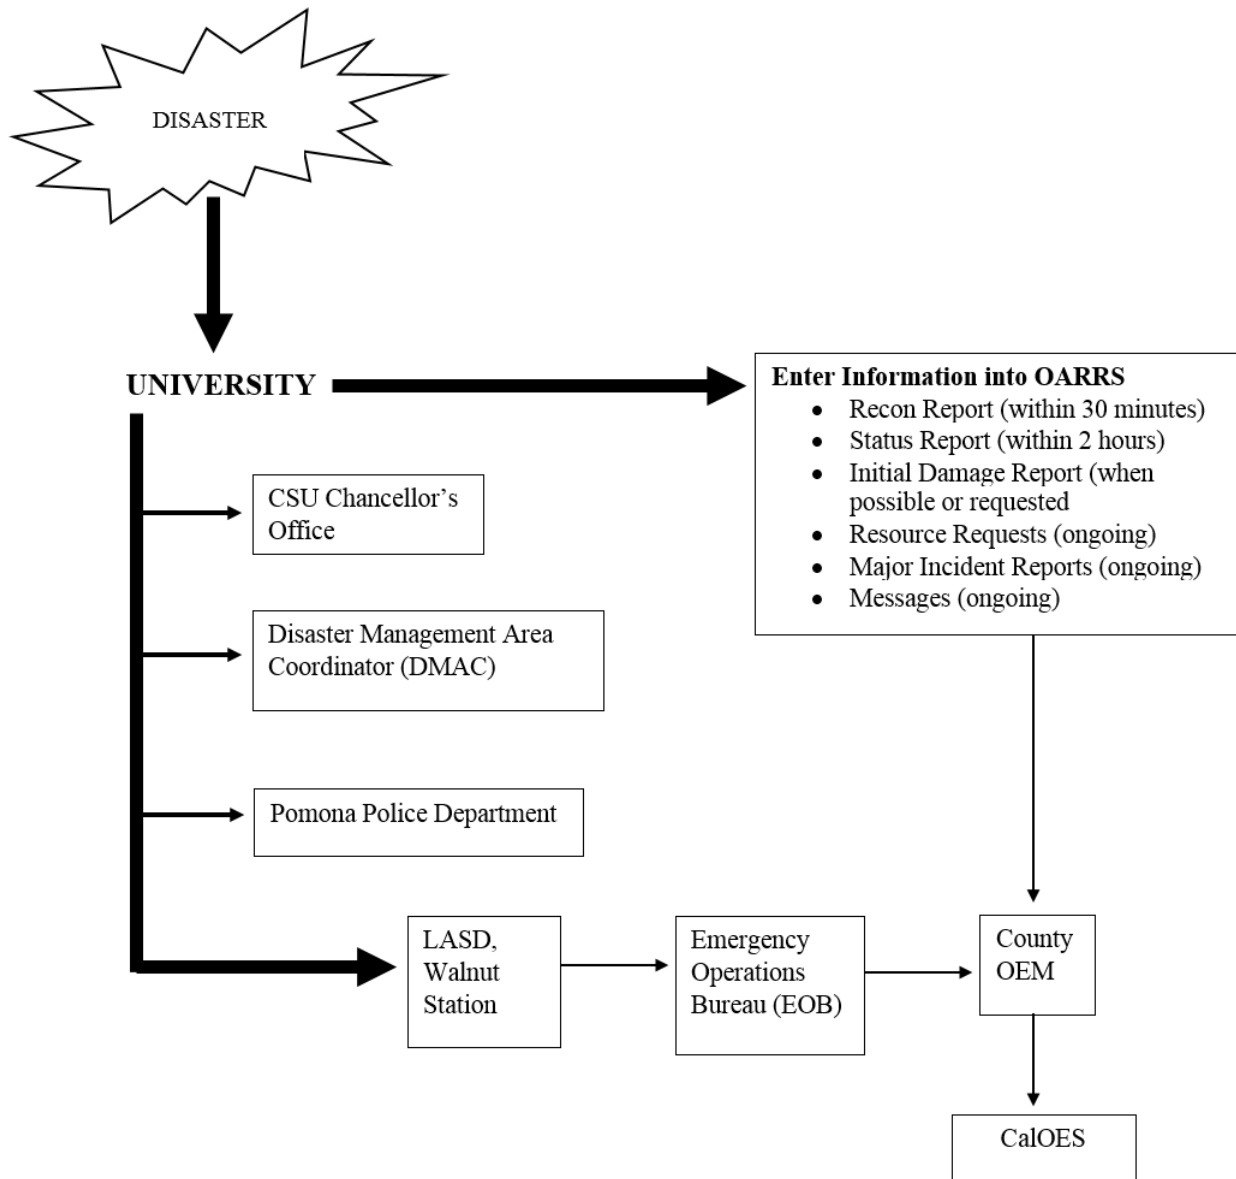 DISASTER
UNIVERSITY
Enter Information into OARRS
• Recon Report (within 30 minutes)
• Status Report (within 2 hours)
• Initial Damage Report (when
possible or requested
• Resource Requests (ongoing)
• Major Incident Reports (ongoing)
• Messages (ongoing)
CSU Chancellor’s
Office
Disaster Management Area
Coordinator (DMAC)
Pomona Police Department
LASD,
Walnut
Station
Emergency
Operations
Bureau (EOB)
County
OEM
CalOES